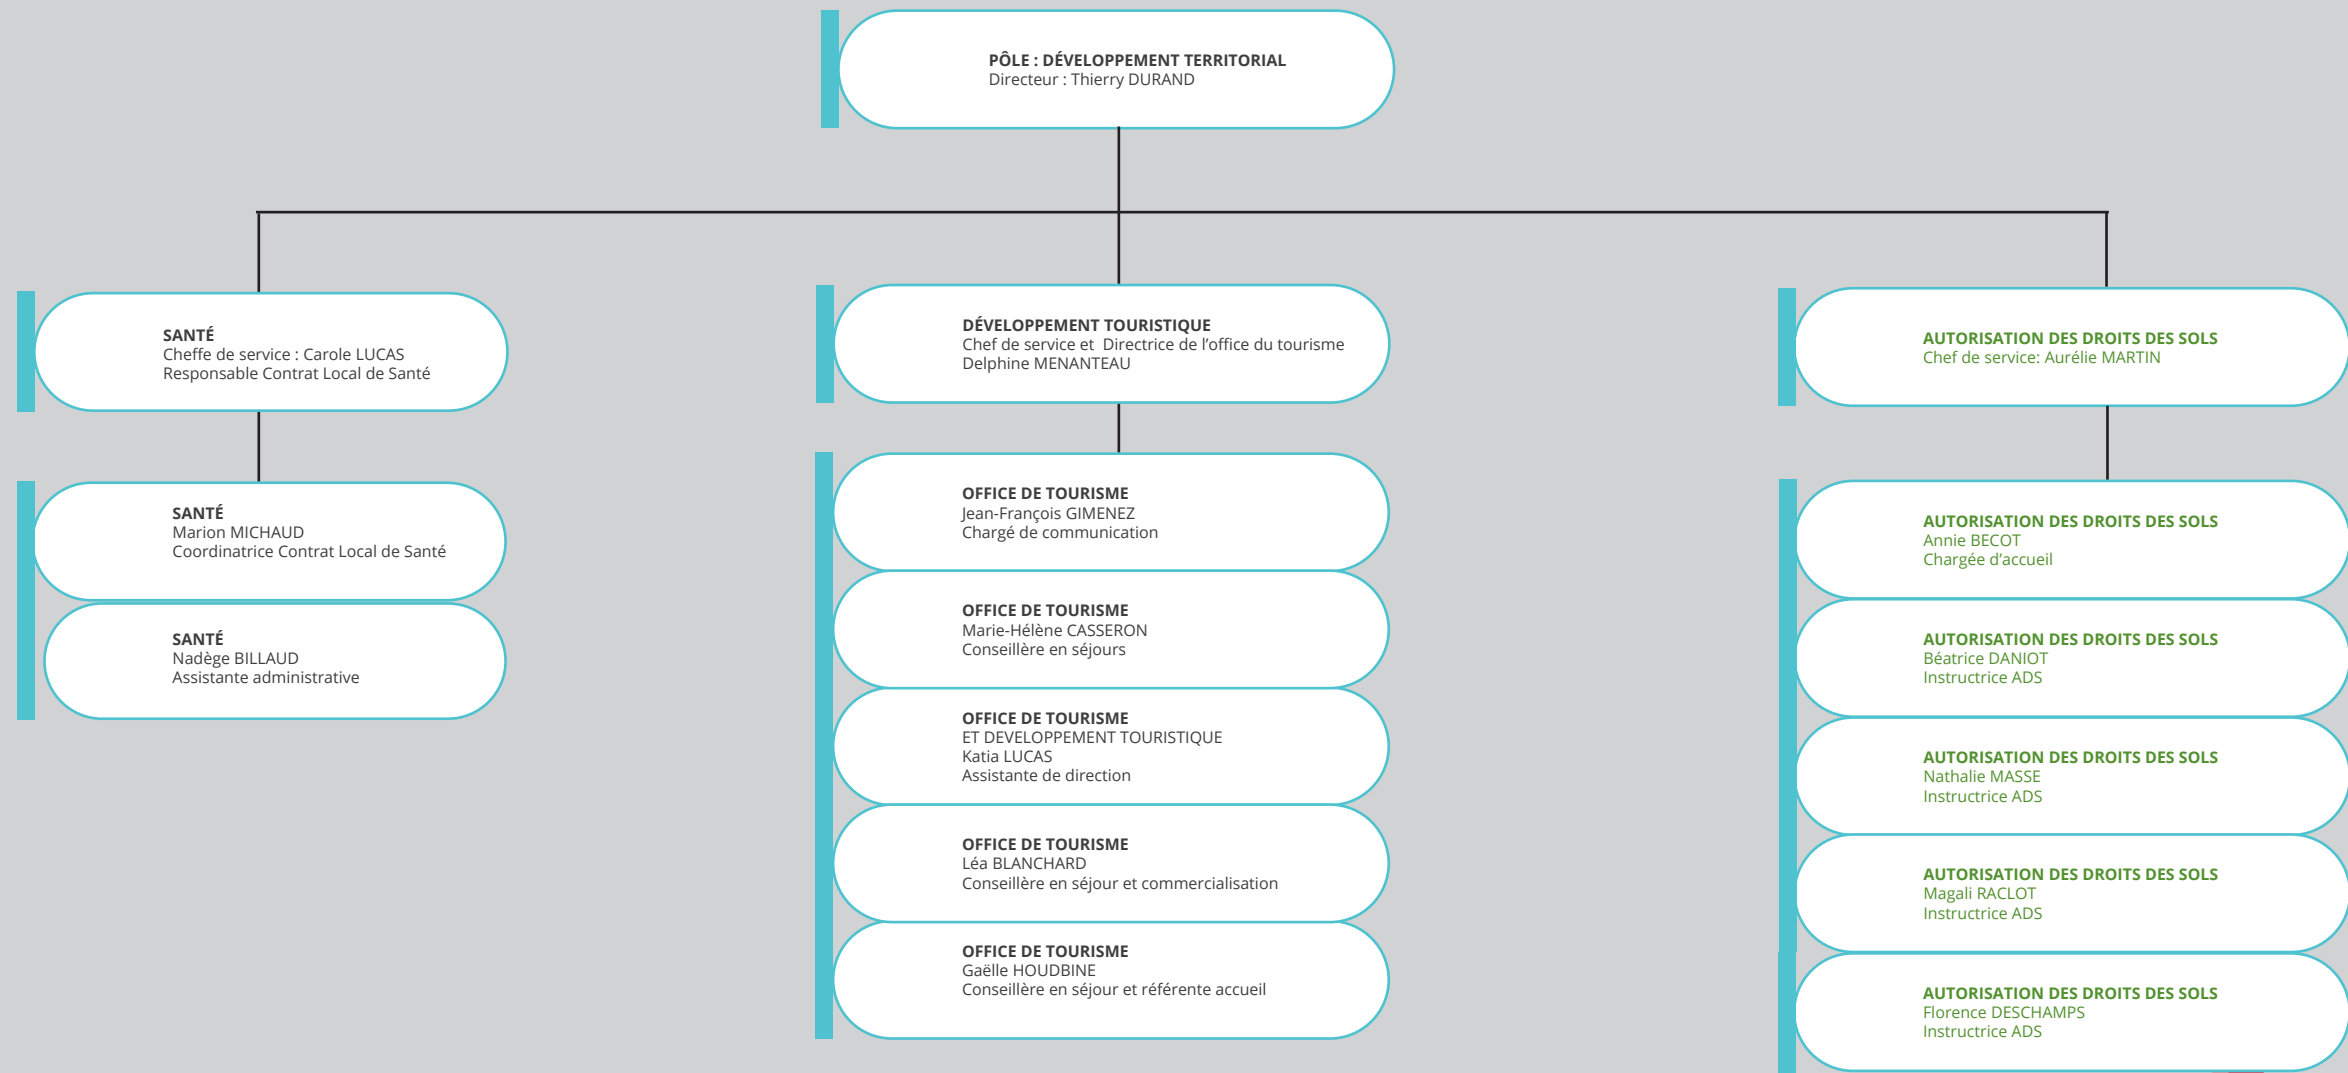 PÔLE : DÉVELOPPEMENT TERRITORIAL
Directeur : Thierry DURAND
SANTÉ
Cheffe de service : Carole LUCAS
Responsable Contrat Local de Santé
SANTÉ
Marion MICHAUD
Coordinatrice Contrat Local de Santé
SANTÉ
Nadège BILLAUD
Assistante administrative
DÉVELOPPEMENT TOURISTIQUE
Chef de service et  Directrice de l’office du tourisme
Delphine MENANTEAU
OFFICE DE TOURISME
Jean-François GIMENEZ
Chargé de communication
OFFICE DE TOURISME
Marie-Hélène CASSERON
Conseillère en séjours
OFFICE DE TOURISME
ET DEVELOPPEMENT TOURISTIQUE
Katia LUCAS
Assistante de direction
OFFICE DE TOURISME
Léa BLANCHARD
Conseillère en séjour et commercialisation
OFFICE DE TOURISME
Gaëlle HOUDBINE
Conseillère en séjour et référente accueil
AUTORISATION DES DROITS DES SOLS
Chef de service: Aurélie MARTIN
AUTORISATION DES DROITS DES SOLS
Annie BECOT
Chargée d’accueil
AUTORISATION DES DROITS DES SOLS
Béatrice DANIOT
Instructrice ADS
AUTORISATION DES DROITS DES SOLS
Nathalie MASSE
Instructrice ADS
AUTORISATION DES DROITS DES SOLS
Magali RACLOT
Instructrice ADS
AUTORISATION DES DROITS DES SOLS
Florence DESCHAMPS
Instructrice ADS